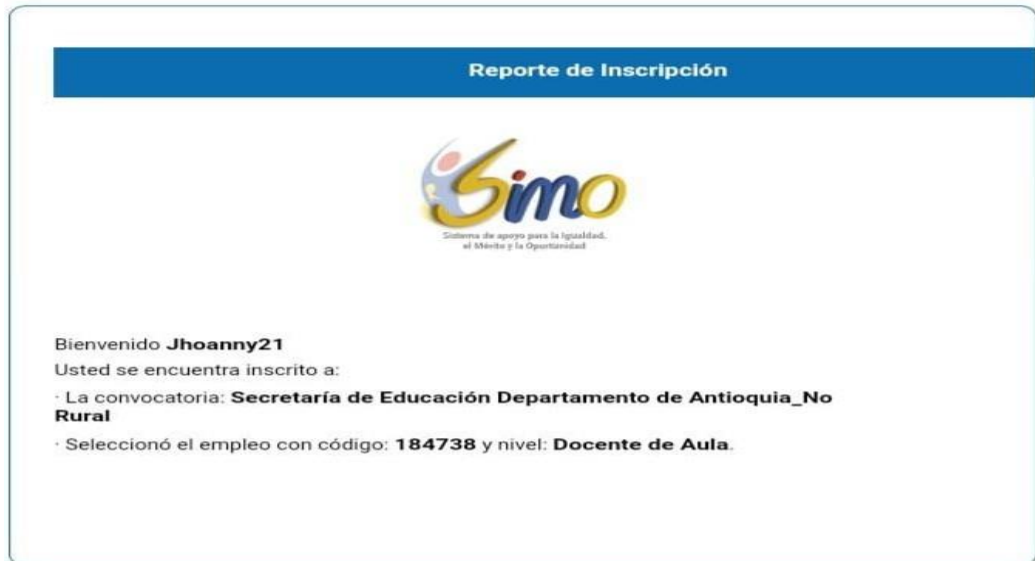 Reporte de Inscripción
Simo
Sistema de apoyo para la Igualdad,
el Mérito y la Oportunidad
Bienvenido Jhoanny21
Usted se encuentra inscrito a:
· La convocatoria: Secretaría de Educación Departamento de Antioquia_No
Rural
· Seleccionó el empleo con código: 184738 y nivel: Docente de Aula.